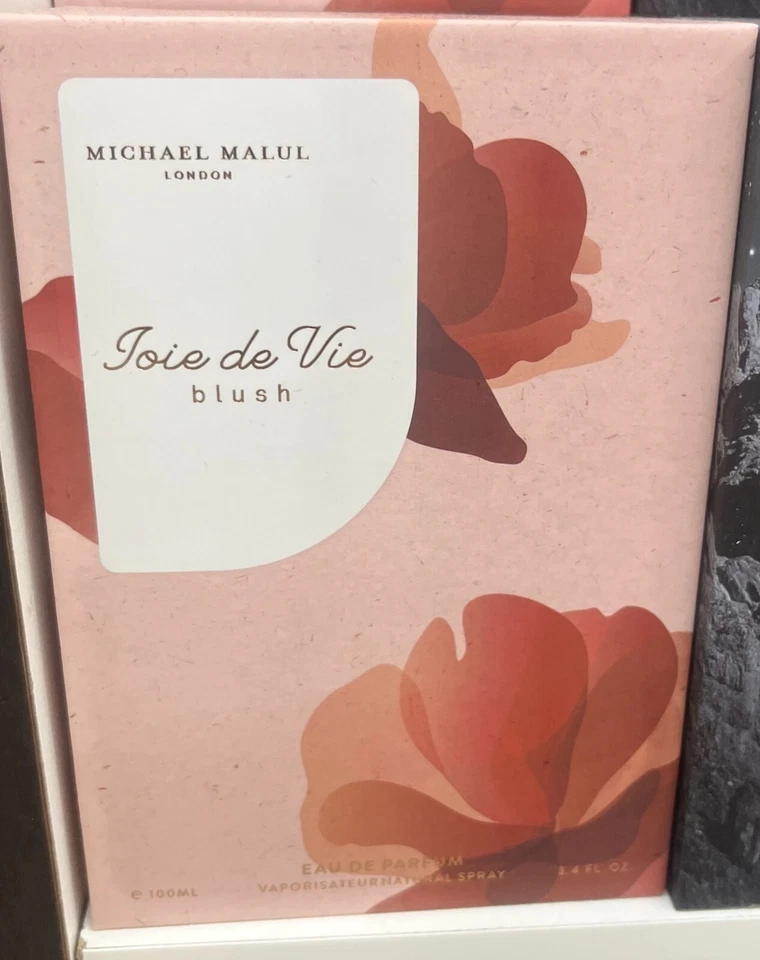 MICHAEL MALUL
LONDON
Joie de Vie
blush
EAU DE PARFUM
℮ 100ML
VAPORISATEUR NATURAL SPRAY
3.4 FL OZ.